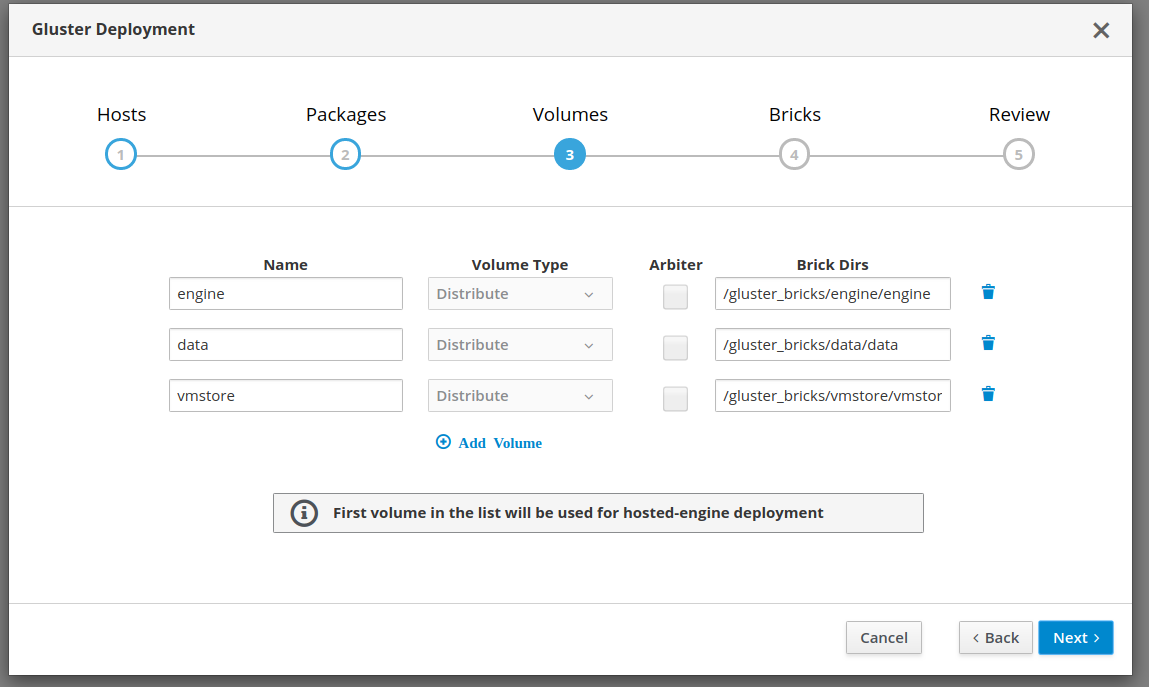 Gluster Deployment
Hosts Packages Volumes Bricks Review
1 2 3 4 5
Name Volume Type Arbiter Brick Dirs
engine Distribute /gluster_bricks/engine/engine
data Distribute /gluster_bricks/data/data
vmstore Distribute /gluster_bricks/vmstore/vmstor
Add Volume
First volume in the list will be used for hosted-engine deployment
Cancel < Back Next >